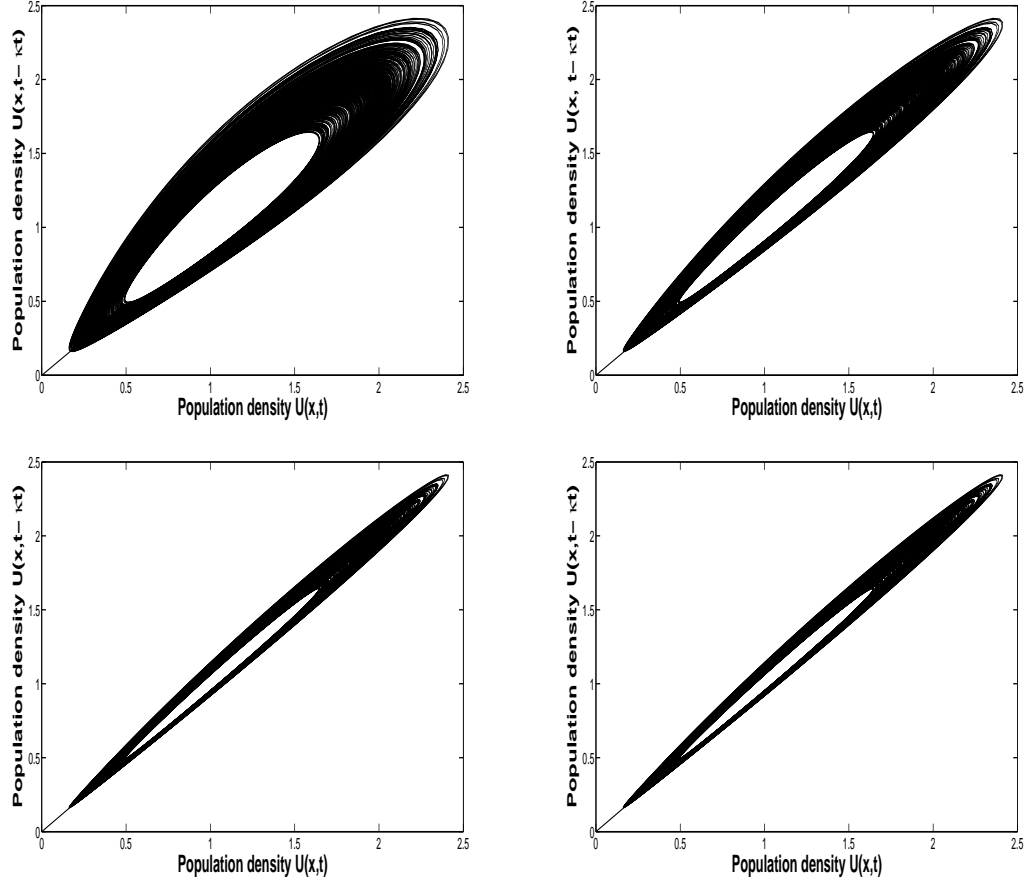 Population density U(x,t– κt)
2.5
2
1.5
1
0.5
0
0 0.5 1 1.5 2 2.5
Population density U(x,t)
Population density U(x, t– κt)
2.5
2
1.5
1
0.5
0
0 0.5 1 1.5 2 2.5
Population density U(x,t)
Population density U(x,t– κt)
2.5
2
1.5
1
0.5
0
0 0.5 1 1.5 2 2.5
Population density U(x,t)
Population density U(x,t– κt)
2.5
2
1.5
1
0.5
0
0 0.5 1 1.5 2 2.5
Population density U(x,t)